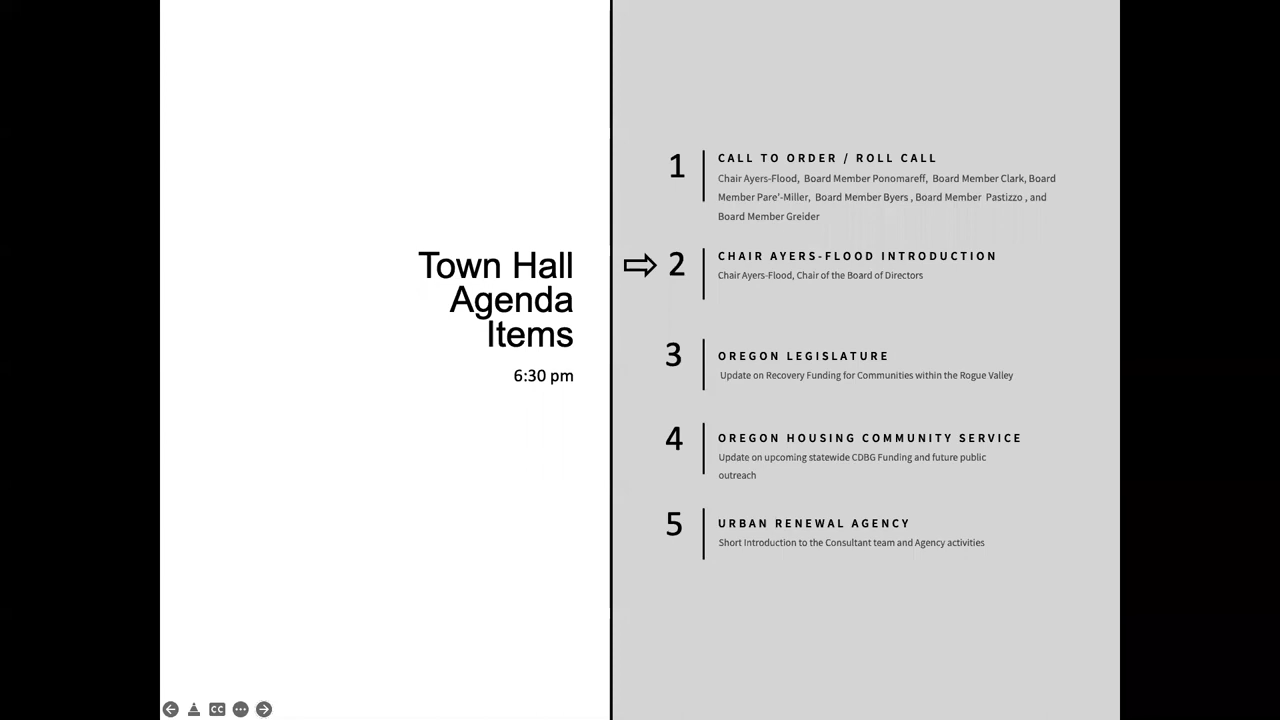 Town Hall
Agenda
Items
6:30 pm
1
CALL TO ORDER / ROLL CALL
Chair Ayers-Flood, Board Member Ponomareff, Board Member Clark, Board
Member Pare'-Miller, Board Member Byers , Board Member Pastizzo , and
Board Member Greider
2
CHAIR AYERS-FLOOD INTRODUCTION
Chair Ayers-Flood, Chair of the Board of Directors
3
OREGON LEGISLATURE
Update on Recovery Funding for Communities within the Rogue Valley
4
OREGON HOUSING COMMUNITY SERVICE
Update on upcoming statewide CDBG Funding and future public
outreach
5
URBAN RENEWAL AGENCY
Short Introduction to the Consultant team and Agency activities
CC